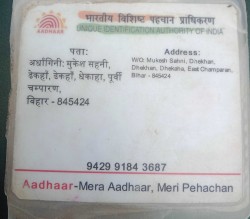 भारतीय विशिष्ट पहचान प्राधिकरण
UNIQUE IDENTIFICATION AUTHORITY OF INDIA
AADHAAR
पता:
अर्धांगिनी: मुकेश सहनी,
डेकहाँ, डेकहाँ, धेकाहा, पूर्वी
चम्पारण,
बिहार - 845424
Address:
W/O: Mukesh Sahni, Dhekhan,
Dhekhan, Dhekaha, East Champaran,
Bihar - 845424
9429 9184 3687
Aadhaar-Mera Aadhaar, Meri Pehachan